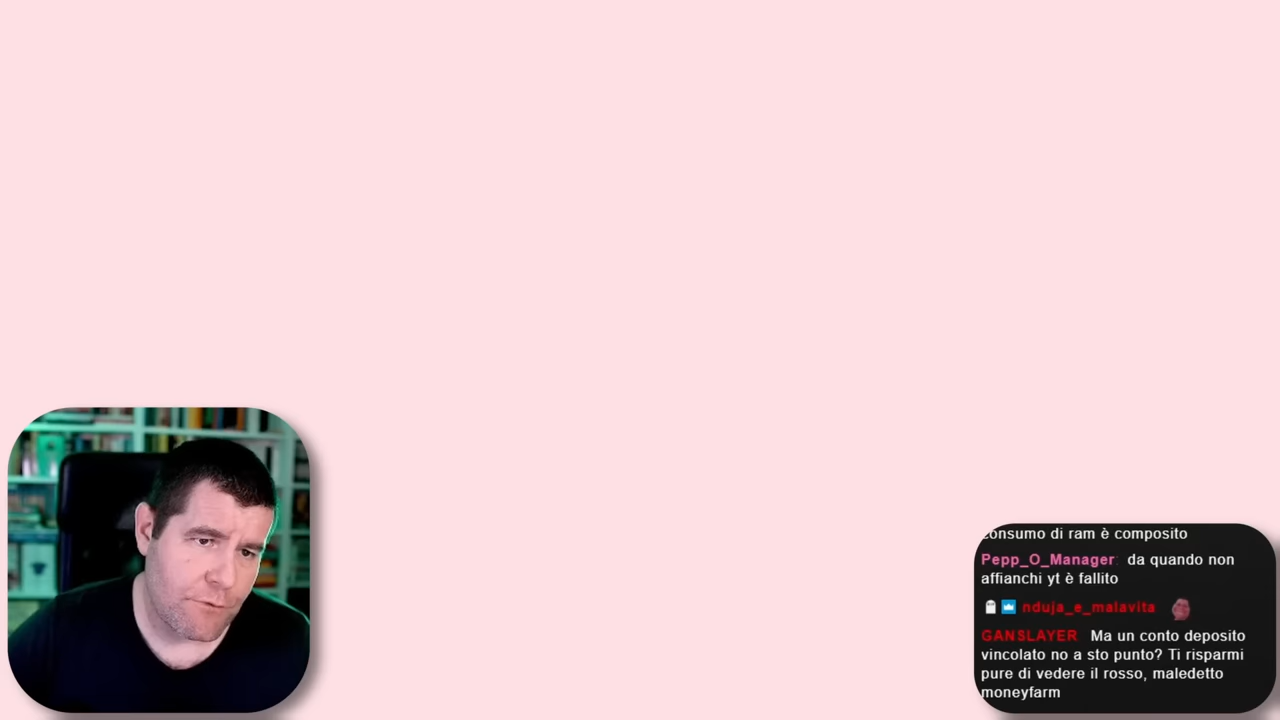 consumo di ram è composito
Pepp_O_Manager da quando non
affianchi yt è fallito
nduja_e_malavita
GANSLAYER Ma un conto deposito
vincolato no a sto punto? Ti risparmi
pure di vedere il rosso, maledetto
moneyfarm